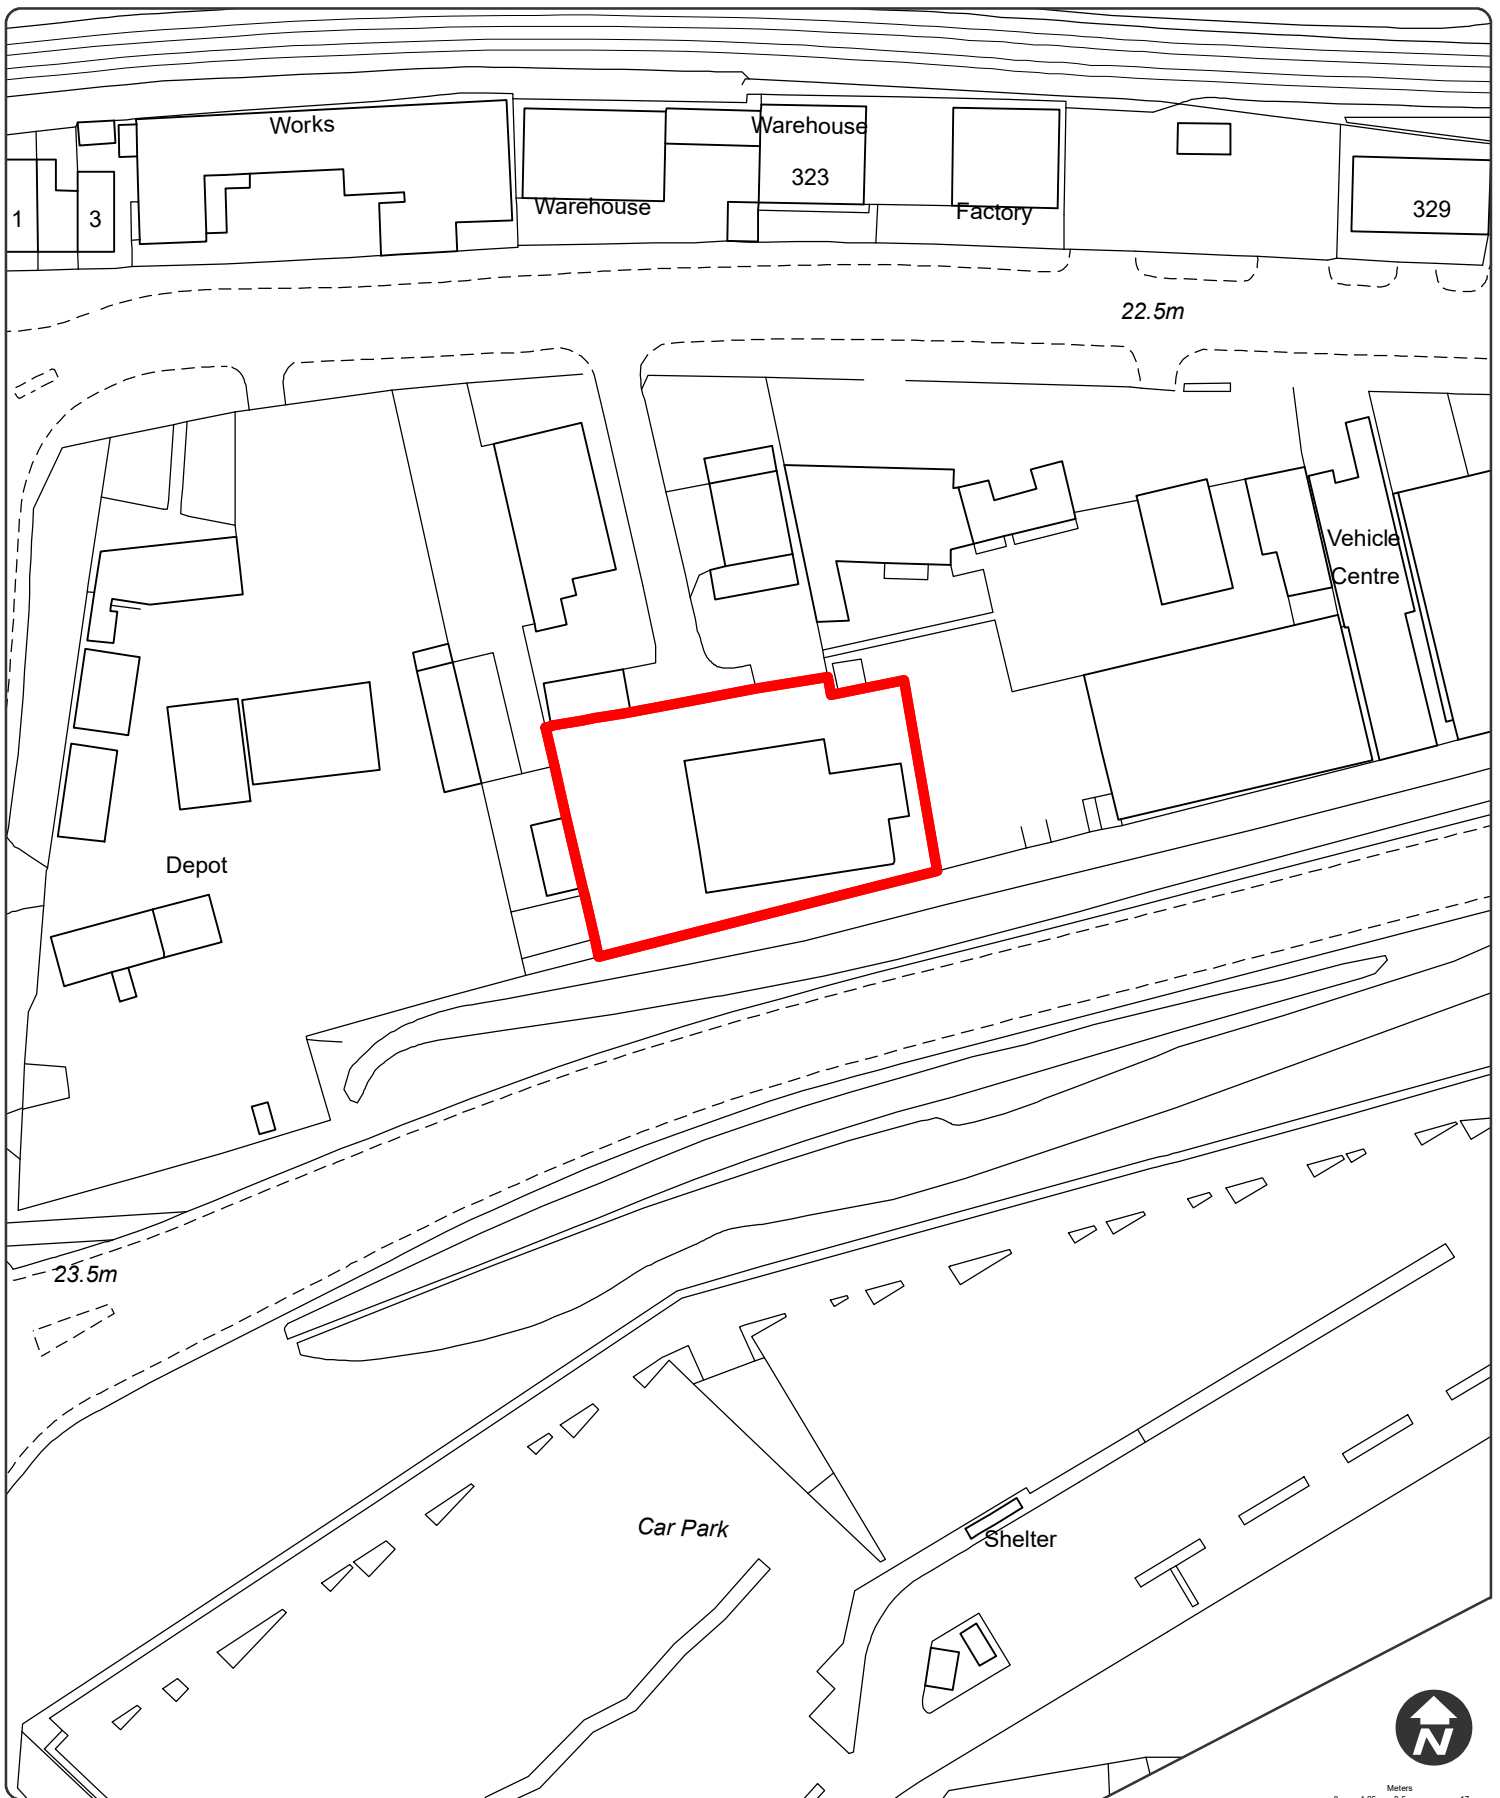 Works
Warehouse
323
Warehouse
Factory
1
3
329
22.5m
Vehicle
Centre
Depot
23.5m
Car Park
Shelter
N
Meters